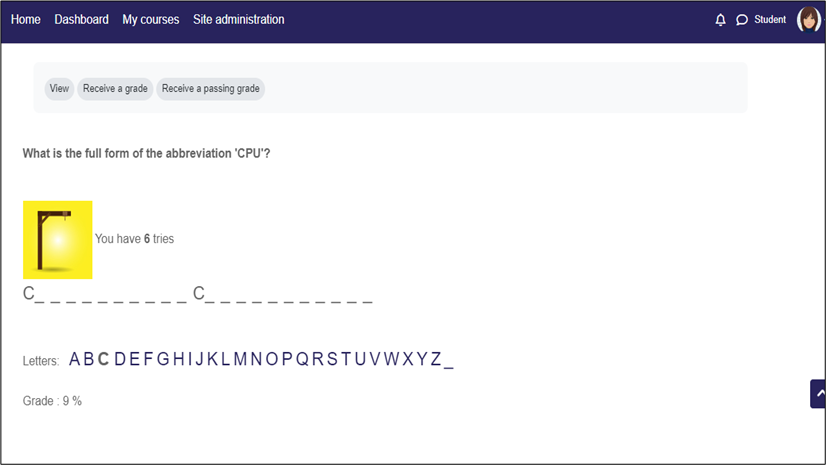 Home Dashboard My courses Site administration Student
View Receive a grade Receive a passing grade
What is the full form of the abbreviation 'CPU'?
You have 6 tries
C_ _ _ _ _ _ _ _ _ _ C_ _ _ _ _ _ _ _ _ _ _
Letters: A B C D E F G H I J K L M N O P Q R S T U V W X Y Z _
Grade : 9 %